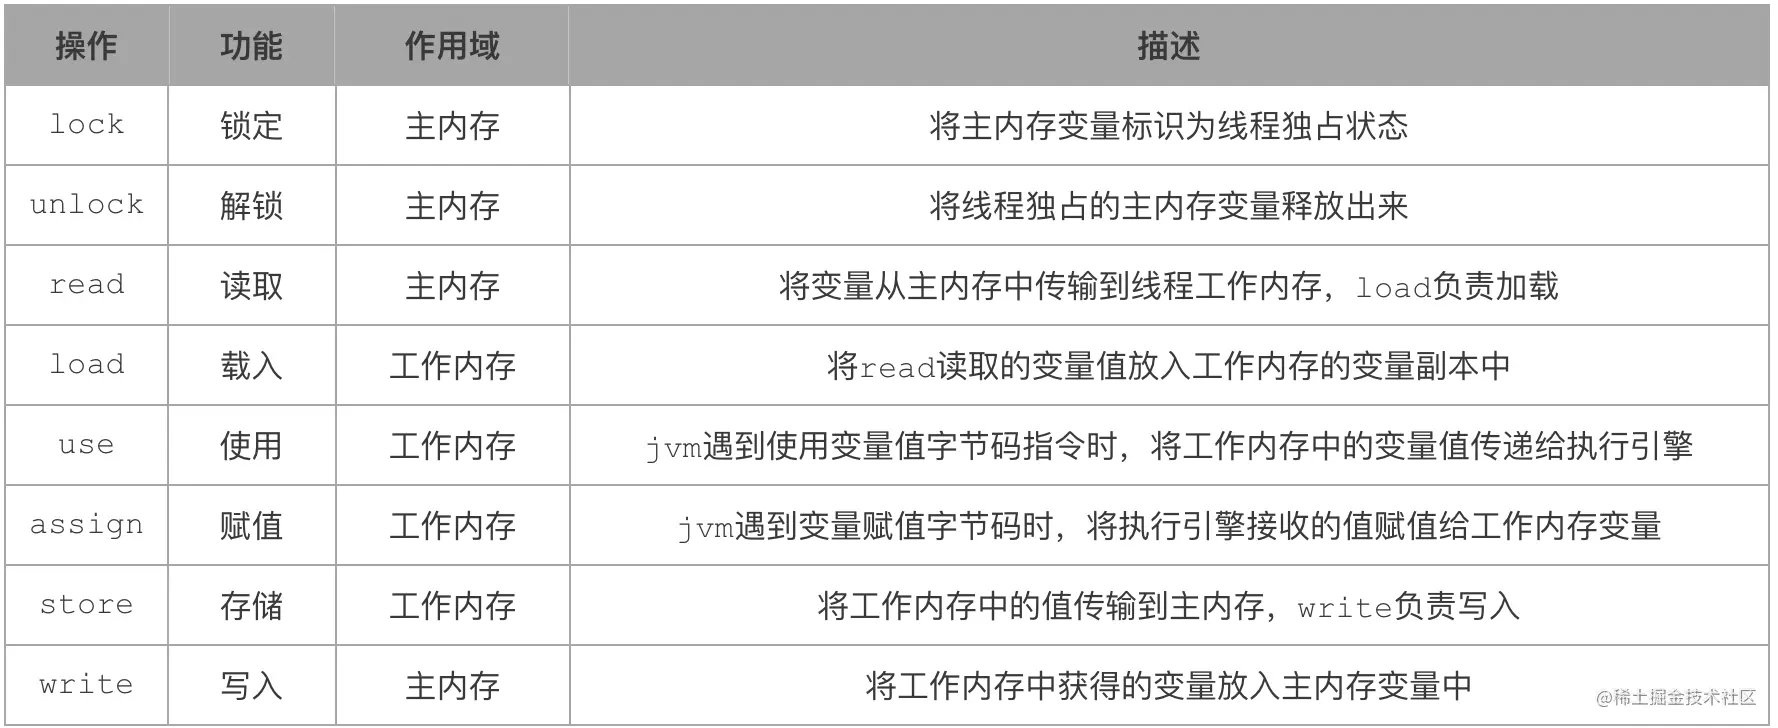 操作 功能 作用域 描述
lock 锁定 主内存 将主内存变量标识为线程独占状态
unlock 解锁 主内存 将线程独占的主内存变量释放出来
read 读取 主内存 将变量从主内存中传输到线程工作内存，load负责加载
load 载入 工作内存 将read读取的变量值放入工作内存的变量副本中
use 使用 工作内存 jvm遇到使用变量值字节码指令时，将工作内存中的变量值传递给执行引擎
assign 赋值 工作内存 jvm遇到变量赋值字节码时，将执行引擎接收的值赋值给工作内存变量
store 存储 工作内存 将工作内存中的值传输到主内存，write负责写入
write 写入 主内存 将工作内存中获得的变量放入主内存变量中
@稀土掘金技术社区